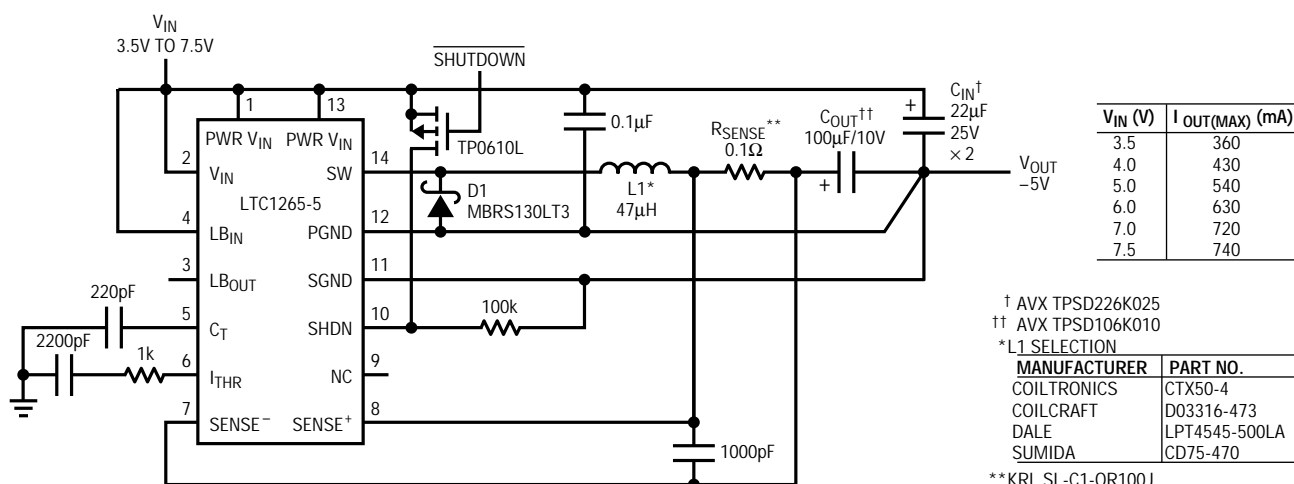 V_IN
3.5V TO 7.5V
SHUTDOWN
1
13
PWR V_IN
PWR V_IN
TP0610L
0.1µF
R_SENSE**
0.1Ω
C_OUT††
100µF/10V
+
C_IN†
+
22µF
25V
× 2
V_OUT
–5V
2
V_IN
LTC1265-5
SW
14
D1
MBRS130LT3
L1*
47µH
4
LB_IN
PGND
12
3
LB_OUT
SGND
11
220pF
5
C_T
SHDN
10
100k
2200pF
1k
6
I_THR
NC
9
7
SENSE–
SENSE+
8
1000pF
V_IN (V) I OUT(MAX) (mA)
3.5 360
4.0 430
5.0 540
6.0 630
7.0 720
7.5 740
† AVX TPSD226K025
†† AVX TPSD106K010
*L1 SELECTION
MANUFACTURER PART NO.
COILTRONICS CTX50-4
COILCRAFT D03316-473
DALE LPT4545-500LA
SUMIDA CD75-470
**KRL SL-C1-OR100J